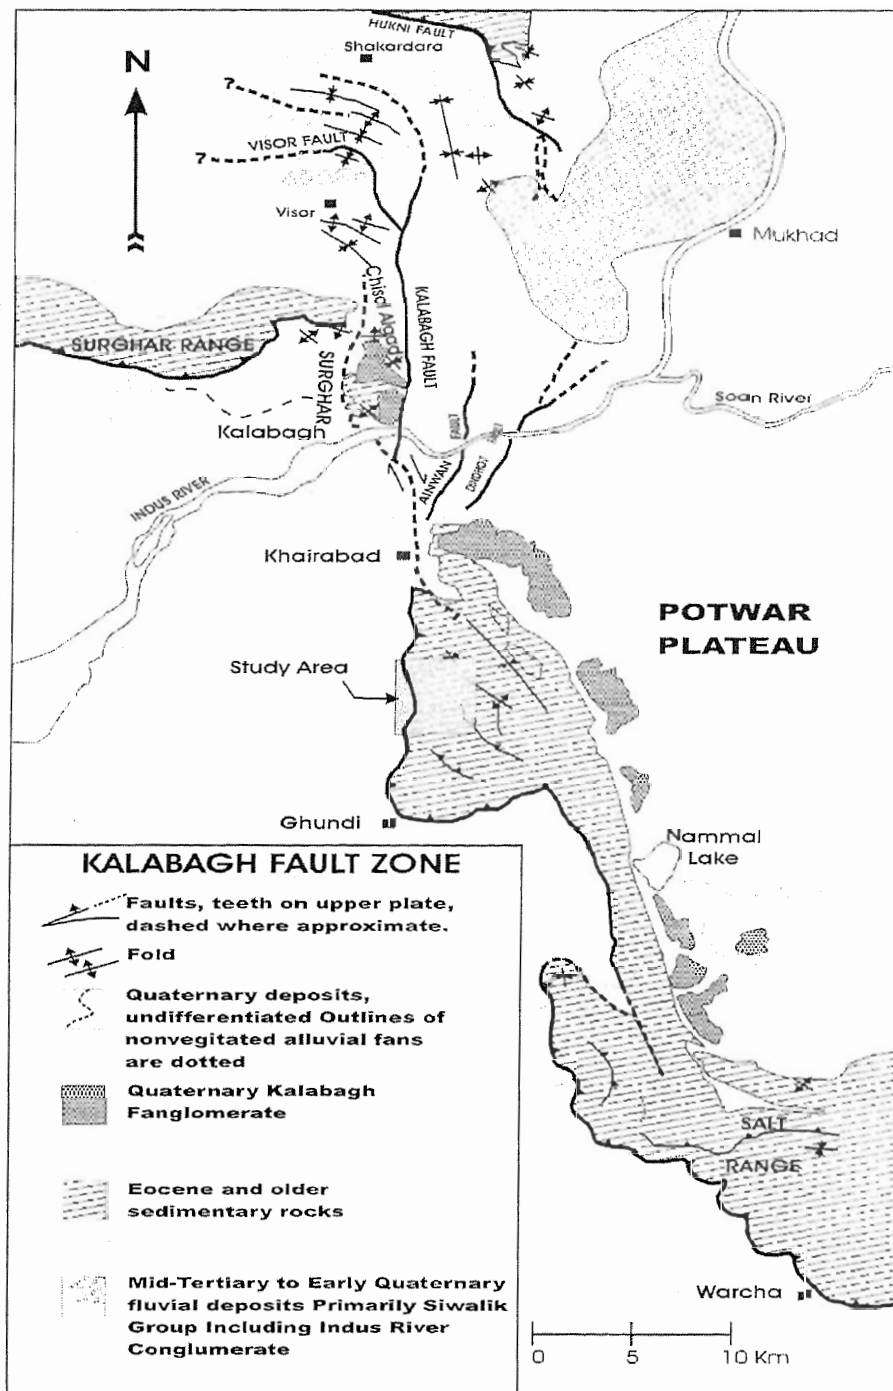 HUKNI FAULT
Shakardara
N
?
VISOR FAULT
?
Visor
Mukhad
Chisal Algad
KALABAGH FAULT
SURGHAR RANGE
SURGHAR
Soan River
Kalabagh
FAULT
AINWAN
DINGHOT
INDUS RIVER
Khairabad
POTWAR
PLATEAU
Study Area
Ghundi
Nammal
Lake
KALABAGH FAULT ZONE
Faults, teeth on upper plate,
dashed where approximate.
Fold
Quaternary deposits,
undifferentiated Outlines of
nonvegitated alluvial fans
are dotted
Quaternary Kalabagh
Fanglomerate
Eocene and older
sedimentary rocks
Mid-Tertiary to Early Quaternary
fluvial deposits Primarily Siwalik
Group Including Indus River
Conglumerate
SALT
RANGE
Warcha
0 5 10 Km